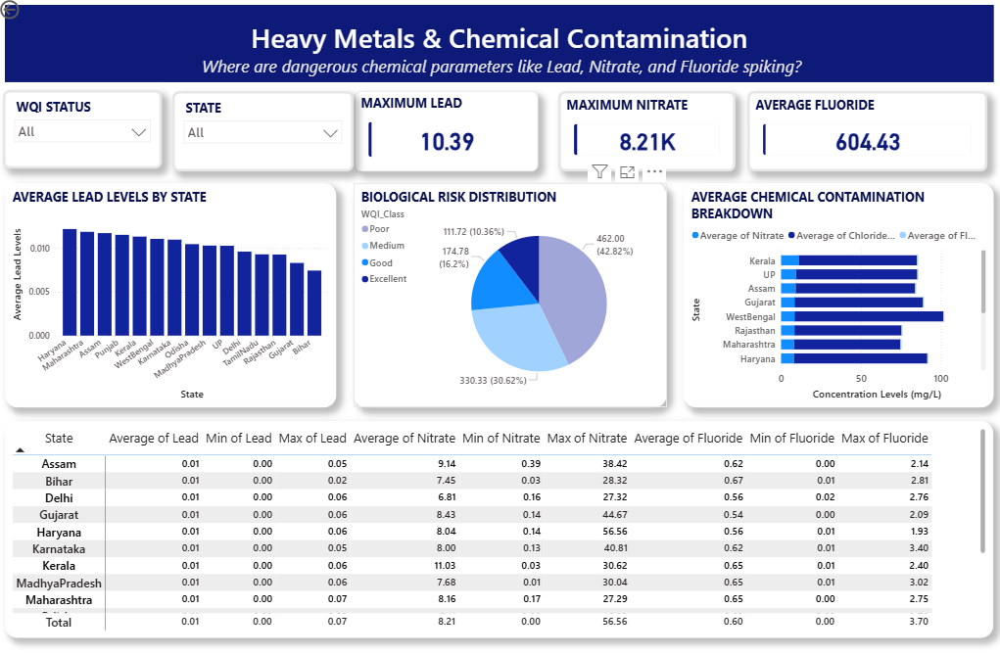 Heavy Metals & Chemical Contamination
Where are dangerous chemical parameters like Lead, Nitrate, and Fluoride spiking?
WQI STATUS
All
STATE
All
MAXIMUM LEAD
10.39
MAXIMUM NITRATE
8.21K
AVERAGE FLUORIDE
604.43
AVERAGE LEAD LEVELS BY STATE
Average Lead Levels
0.010
0.005
0.000
Haryana
Maharashtra
Assam
Punjab
Kerala
WestBengal
Karnataka
Odisha
MadhyaPradesh
UP
Delhi
TamilNadu
Rajasthan
Gujarat
Bihar
State
BIOLOGICAL RISK DISTRIBUTION
WQI_Class
Poor
Medium
Good
Excellent
111.72 (10.36%)
174.78
(16.2%)
462.00
(42.82%)
330.33 (30.62%)
AVERAGE CHEMICAL CONTAMINATION
BREAKDOWN
Average of Nitrate Average of Chloride... Average of Fl...
State
Kerala
UP
Assam
Gujarat
WestBengal
Rajasthan
Maharashtra
Haryana
0 50 100
Concentration Levels (mg/L)
State Average of Lead Min of Lead Max of Lead Average of Nitrate Min of Nitrate Max of Nitrate Average of Fluoride Min of Fluoride Max of Fluoride
Assam 0.01 0.00 0.05 9.14 0.39 38.42 0.62 0.00 2.14
Bihar 0.01 0.00 0.02 7.45 0.03 28.32 0.67 0.01 2.81
Delhi 0.01 0.00 0.06 6.81 0.16 27.32 0.56 0.02 2.76
Gujarat 0.01 0.00 0.06 8.43 0.14 44.67 0.54 0.00 2.09
Haryana 0.01 0.00 0.06 8.04 0.14 56.56 0.56 0.01 1.93
Karnataka 0.01 0.00 0.05 8.00 0.13 40.81 0.62 0.01 3.40
Kerala 0.01 0.00 0.06 11.03 0.03 30.62 0.65 0.01 2.40
MadhyaPradesh 0.01 0.00 0.06 7.68 0.01 30.04 0.65 0.01 3.02
Maharashtra 0.01 0.00 0.07 8.16 0.17 27.29 0.65 0.00 2.75
Total 0.01 0.00 0.07 8.21 0.00 56.56 0.60 0.00 3.70